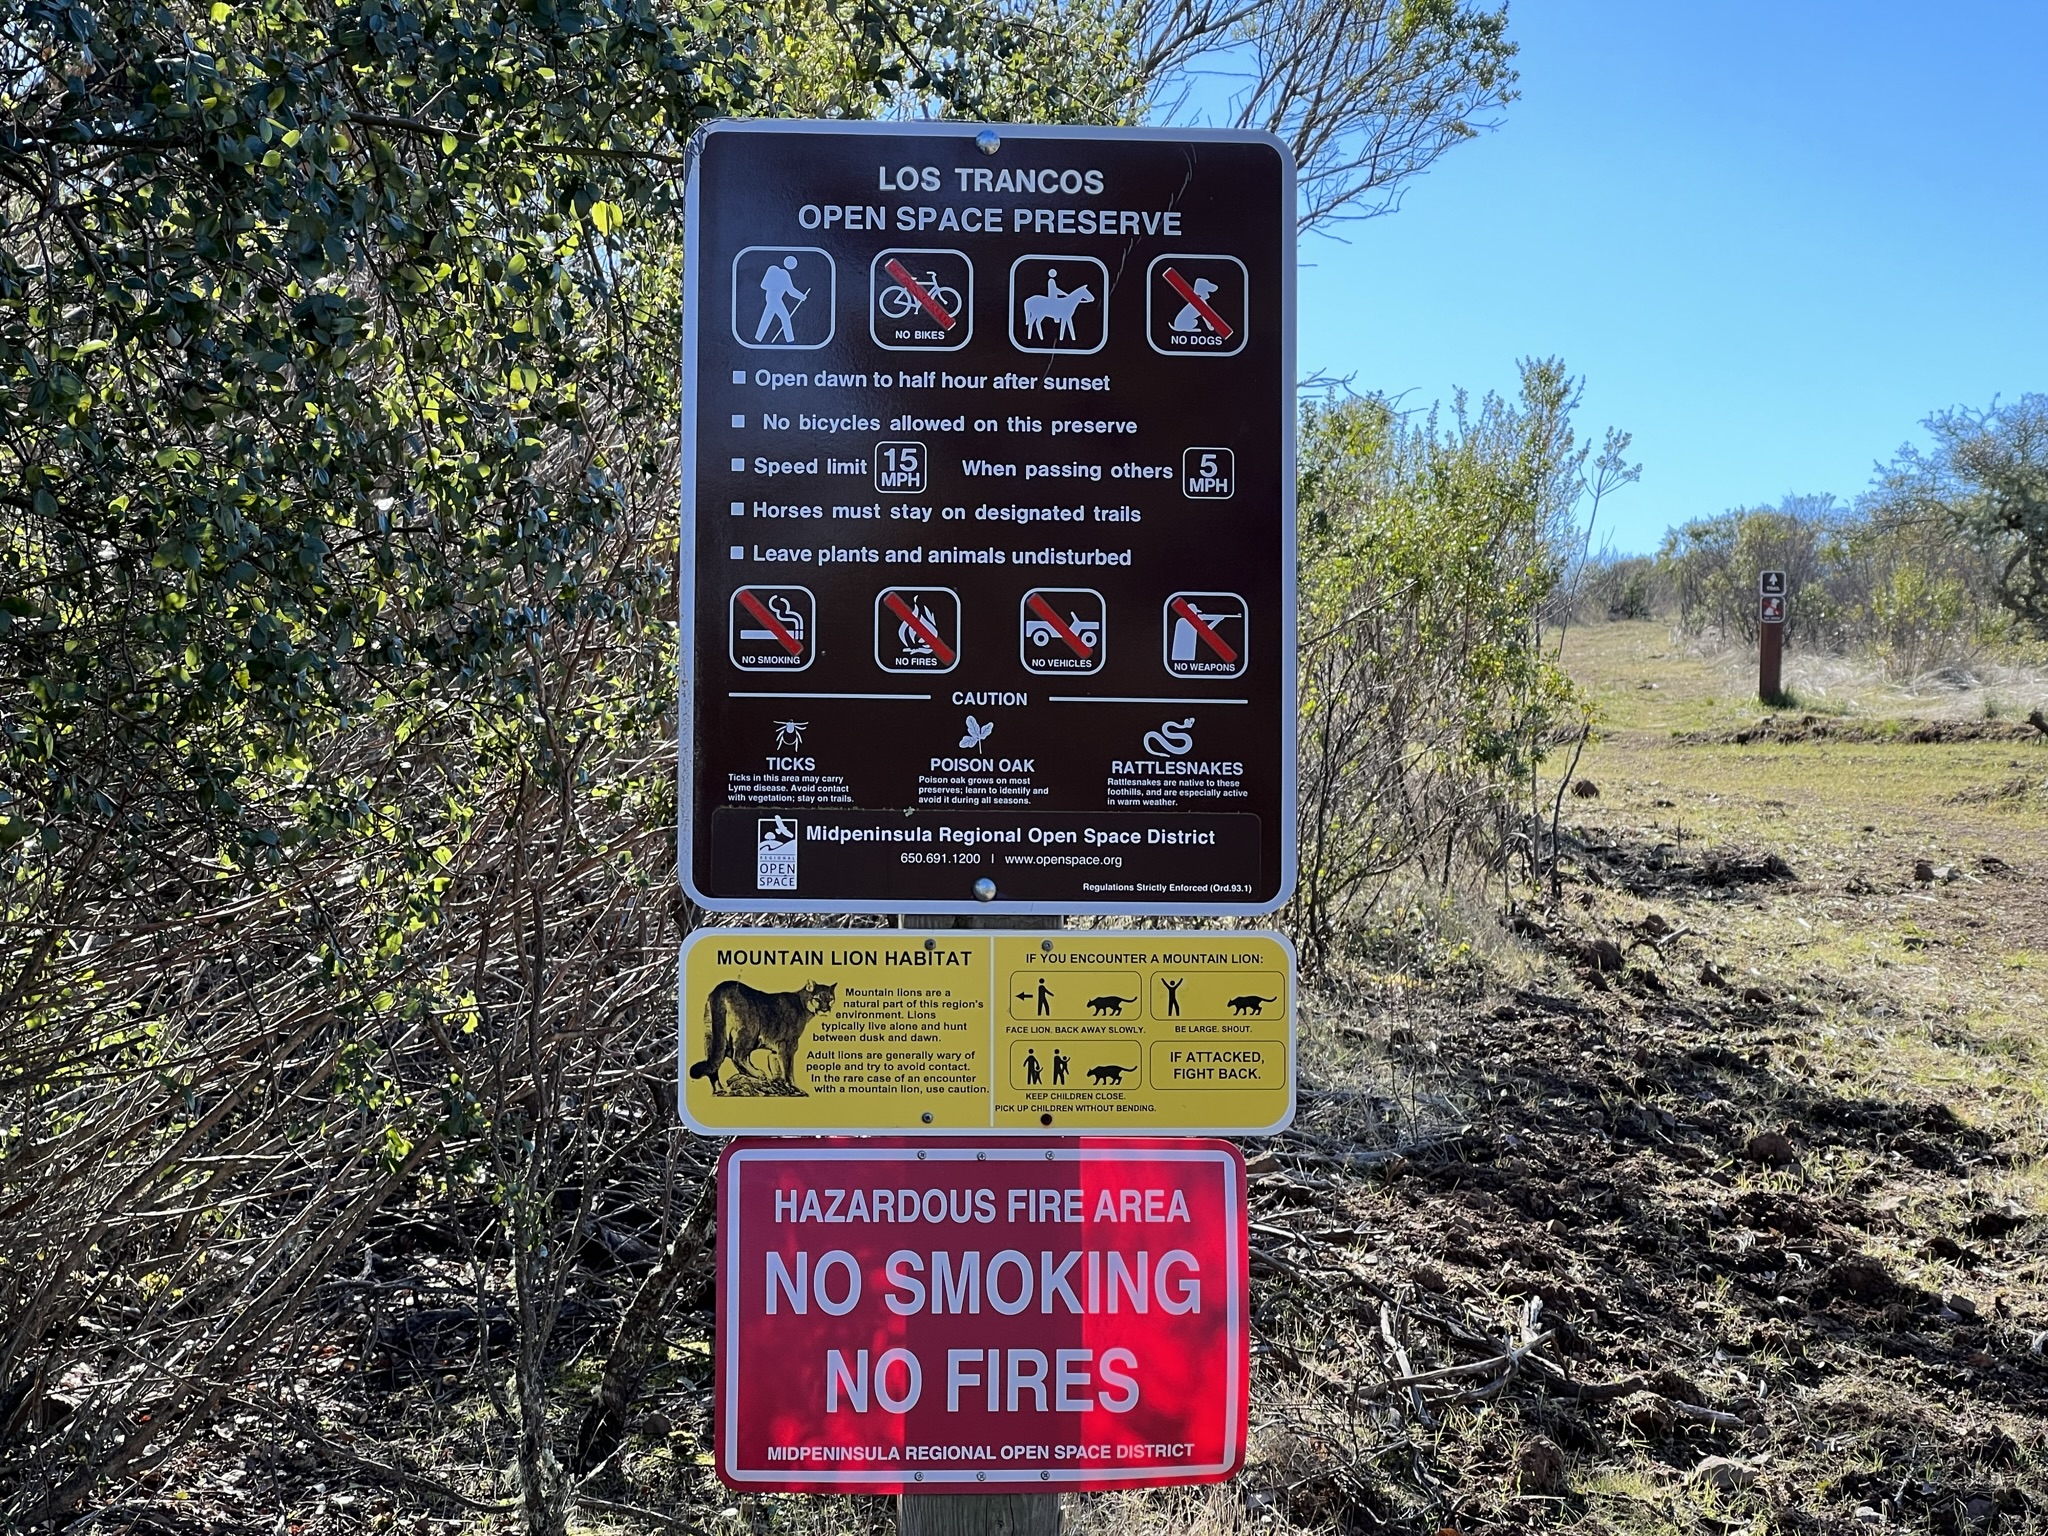 LOS TRANCOS
OPEN SPACE PRESERVE
NO BIKES
NO DOGS
Open dawn to half hour after sunset
No bicycles allowed on this preserve
Speed limit 15 MPH When passing others 5 MPH
Horses must stay on designated trails
Leave plants and animals undisturbed
NO SMOKING
NO FIRES
NO VEHICLES
NO WEAPONS
CAUTION
TICKS
Ticks in this area may carry
Lyme disease. Avoid contact
with vegetation; stay on trails.
POISON OAK
Poison oak grows on most
preserves; learn to identify and
avoid it during all seasons.
RATTLESNAKES
Rattlesnakes are native to these
foothills, and are especially active
in warm weather.
REGIONAL
OPEN
SPACE
Midpeninsula Regional Open Space District
650.691.1200 | www.openspace.org
Regulations Strictly Enforced (Ord.93.1)
MOUNTAIN LION HABITAT
Mountain lions are a
natural part of this region's
environment. Lions
typically live alone and hunt
between dusk and dawn.
Adult lions are generally wary of
people and try to avoid contact.
In the rare case of an encounter
with a mountain lion, use caution.
IF YOU ENCOUNTER A MOUNTAIN LION:
FACE LION. BACK AWAY SLOWLY.
BE LARGE. SHOUT.
KEEP CHILDREN CLOSE.
PICK UP CHILDREN WITHOUT BENDING.
IF ATTACKED,
FIGHT BACK.
HAZARDOUS FIRE AREA
NO SMOKING
NO FIRES
MIDPENINSULA REGIONAL OPEN SPACE DISTRICT
TRAIL